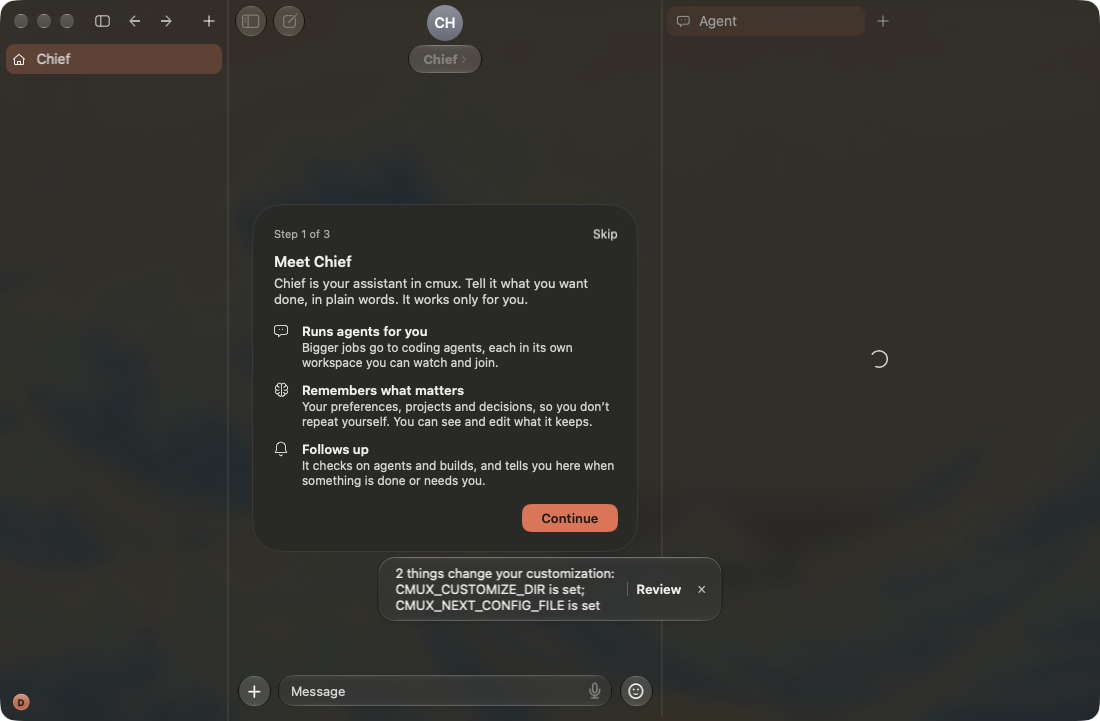 CH
Agent
Chief
Chief
Step 1 of 3
Skip
Meet Chief
Chief is your assistant in cmux. Tell it what you want
done, in plain words. It works only for you.
Runs agents for you
Bigger jobs go to coding agents, each in its own
workspace you can watch and join.
Remembers what matters
Your preferences, projects and decisions, so you don't
repeat yourself. You can see and edit what it keeps.
Follows up
It checks on agents and builds, and tells you here when
something is done or needs you.
Continue
2 things change your customization:
CMUX_CUSTOMIZE_DIR is set;
CMUX_NEXT_CONFIG_FILE is set
Review
Message
D